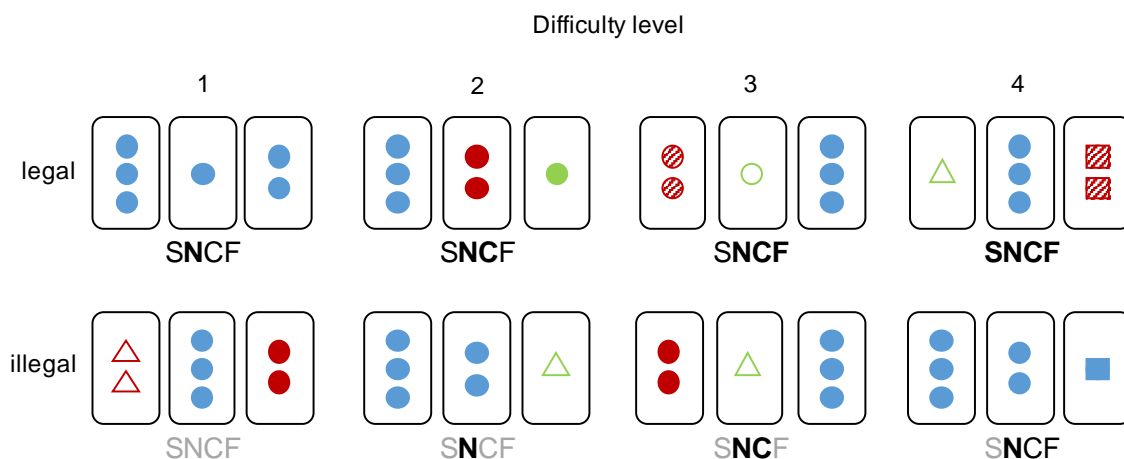 Difficulty level
1 2 3 4
legal
SNCF SNCF SNCF SNCF
illegal
SNCF SNCF SNCF SNCF